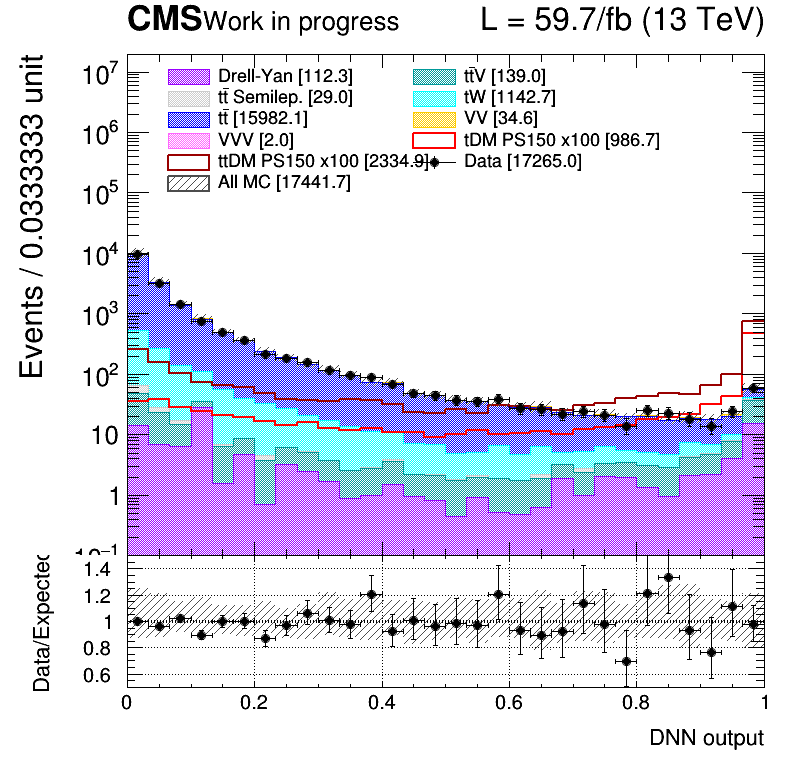 CMS Work in progress L = 59.7/fb (13 TeV)
Events / 0.0333333 unit
10⁷
10⁶
10⁵
10⁴
10³
10²
10
1
10⁻¹
Drell-Yan [112.3]
tt̄V [139.0]
tt̄ Semilep. [29.0]
tW [1142.7]
tt̄ [15982.1]
VV [34.6]
VVV [2.0]
tDM PS150 x100 [986.7]
ttDM PS150 x100 [2334.9]
Data [17265.0]
All MC [17441.7]
Data/Expected
1.4
1.2
1
0.8
0.6
0 0.2 0.4 0.6 0.8 1
DNN output